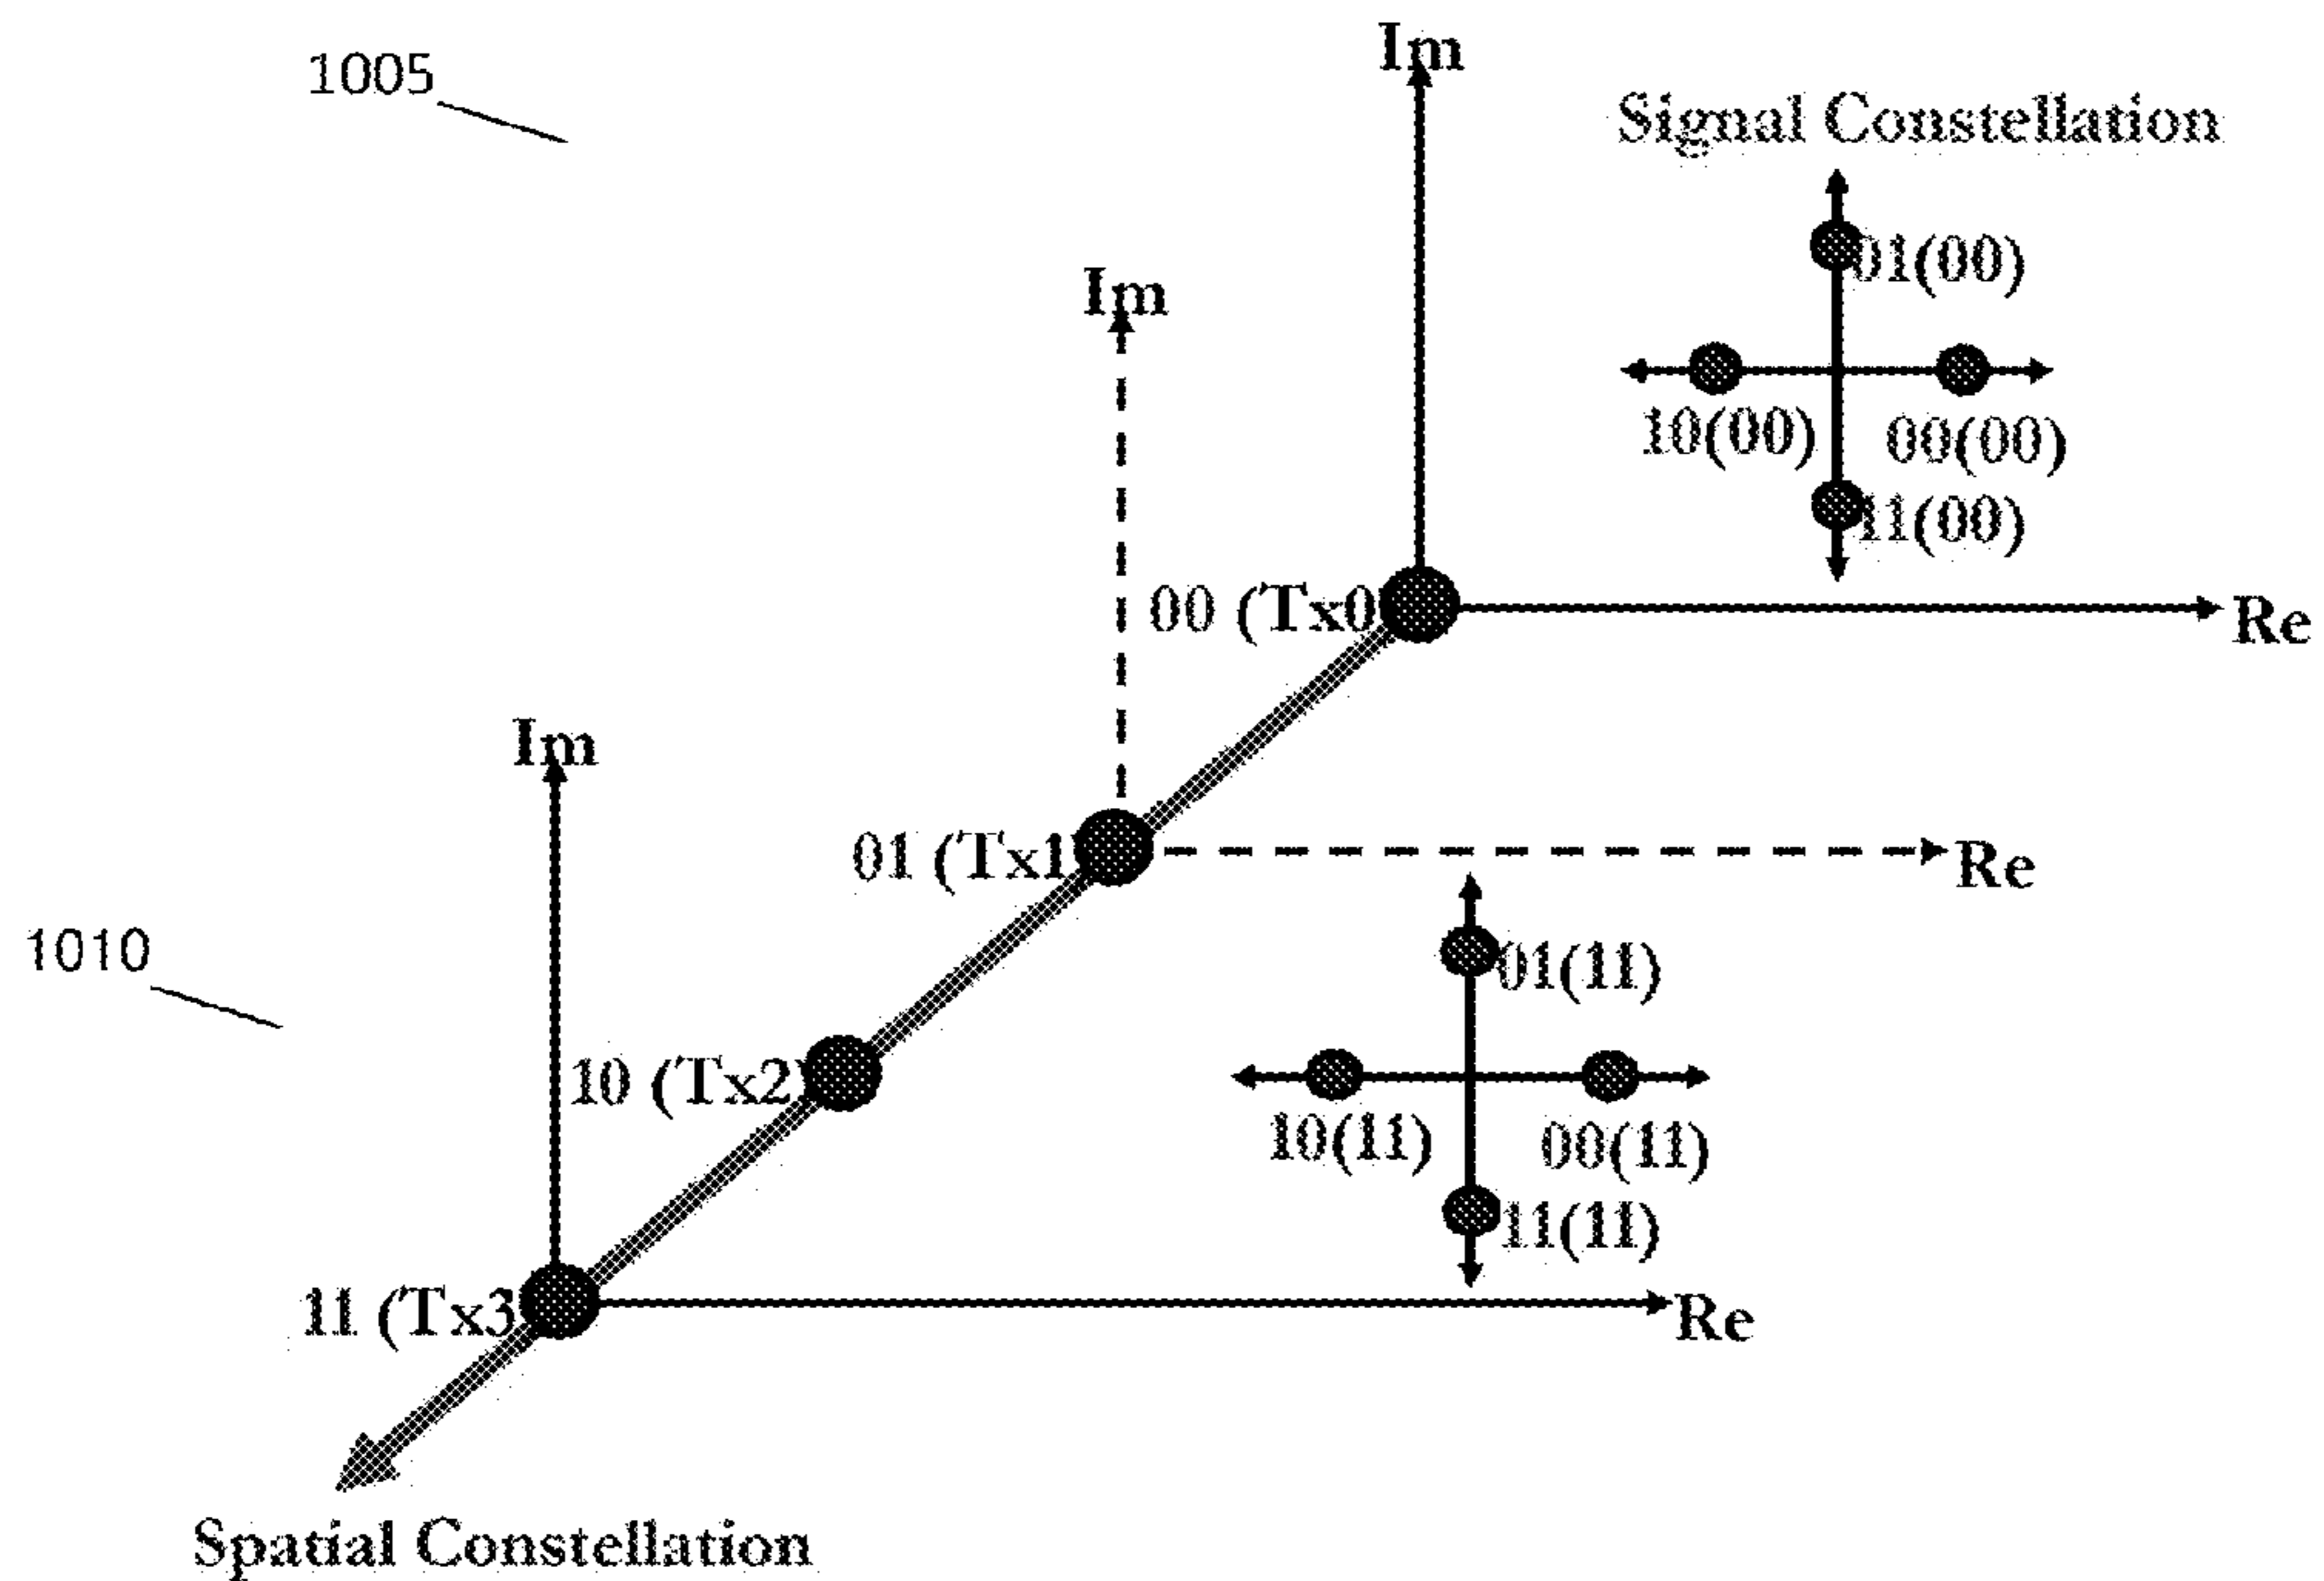 Im
1005
Signal Constellation
01(00)
Im
10(00)
00(00)
11(00)
00 (Tx0
Re
Im
01 (Tx1
Re
1010
01(11)
10 (Tx2)
10(11)
00(11)
11(11)
11 (Tx3
Re
Spatial Constellation